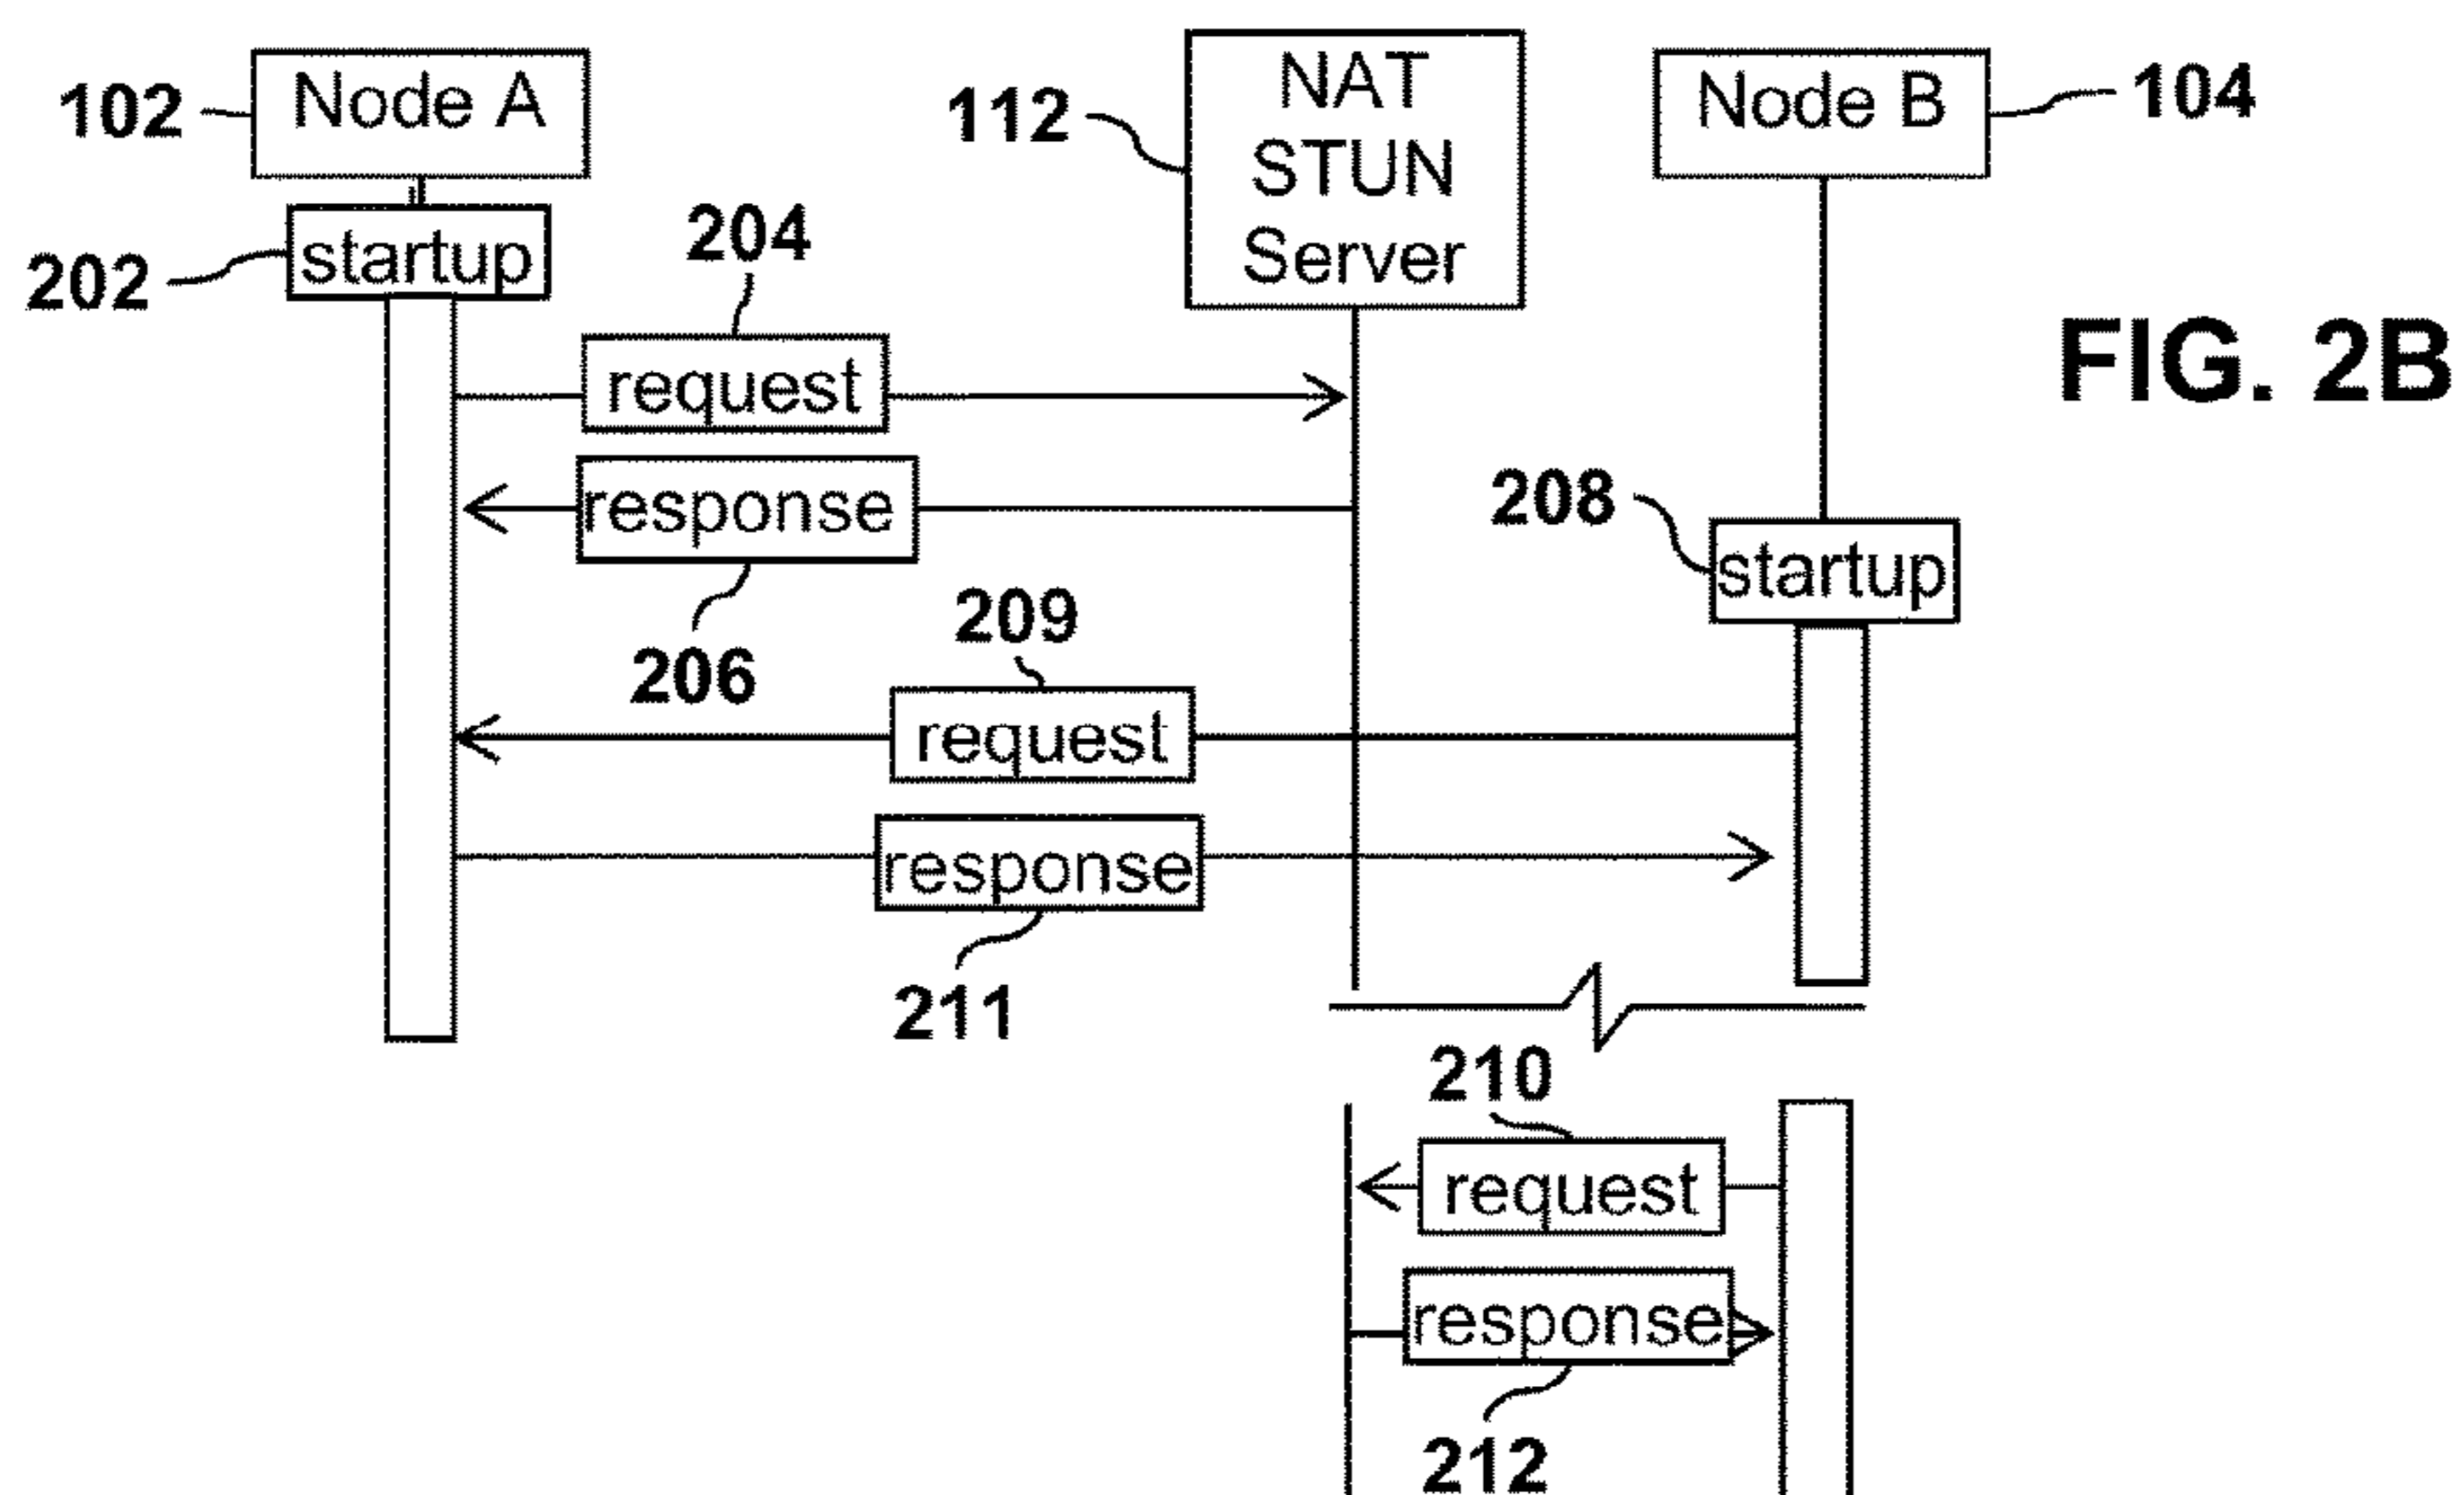 102
Node A
112
NAT
STUN
Server
Node B
104
202
startup
204
request
FIG. 2B
response
206
208
startup
209
request
response
211
210
request
response
212